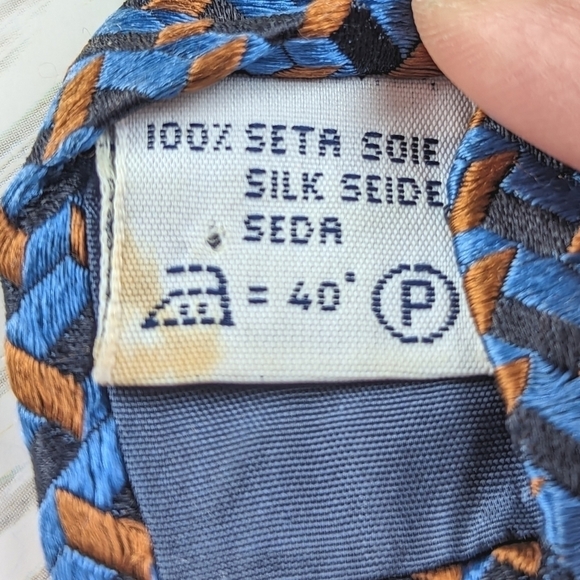 100% SETA SOIE
SILK SEIDE
SEDA
= 40°
P